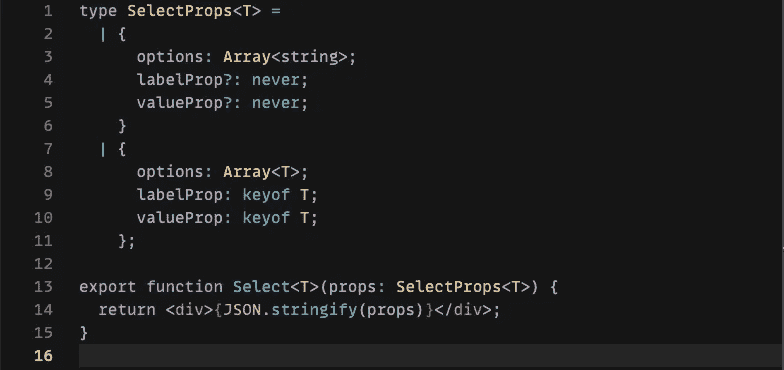 1 type SelectProps<T> =
2 | {
3 options: Array<string>;
4 labelProp?: never;
5 valueProp?: never;
6 }
7 | {
8 options: Array<T>;
9 labelProp: keyof T;
10 valueProp: keyof T;
11 };
12
13 export function Select<T>(props: SelectProps<T>) {
14 return <div>{JSON.stringify(props)}</div>;
15 }
16